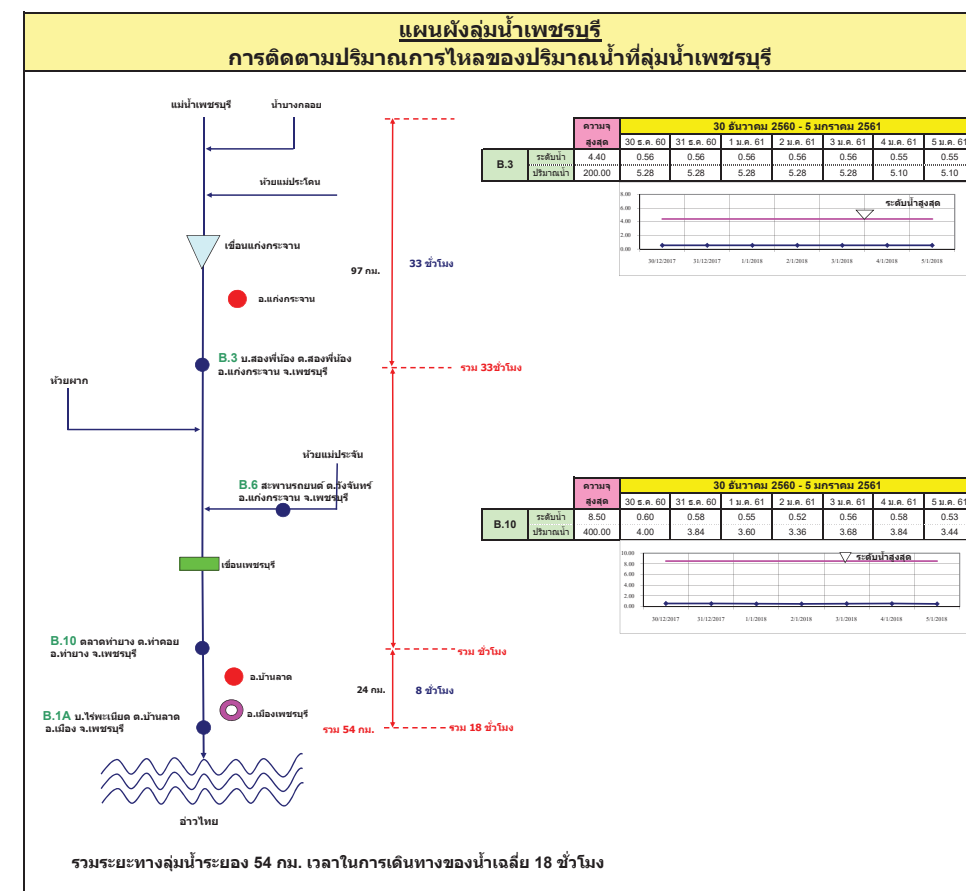 แผนผังลุ่มน้ำเพชรบุรี
การติดตามปริมาณการไหลของปริมาณน้ำที่ลุ่มน้ำเพชรบุรี
แม่น้ำเพชรบุรี น้ำบางกลอย
ห้วยแม่ประโดน
เขื่อนแก่งกระจาน
97 กม. 33 ชั่วโมง
อ.แก่งกระจาน
B.3 บ.สองพี่น้อง ต.สองพี่น้อง
อ.แก่งกระจาน จ.เพชรบุรี
รวม 33ชั่วโมง
ห้วยผาก
ห้วยแม่ประจัน
B.6 สะพานรถยนต์ ต.วังจันทร์
อ.แก่งกระจาน จ.เพชรบุรี
เขื่อนเพชรบุรี
B.10 ตลาดท่ายาง ต.ท่าคอย
อ.ท่ายาง จ.เพชรบุรี
รวม ชั่วโมง
อ.บ้านลาด
24 กม. 8 ชั่วโมง
อ.เมืองเพชรบุรี
B.1A บ.ไร่พะเนียด ต.บ้านลาด
อ.เมือง จ.เพชรบุรี
รวม 54 กม. รวม 18 ชั่วโมง
อ่าวไทย
รวมระยะทางลุ่มน้ำระยอง 54 กม. เวลาในการเดินทางของน้ำเฉลี่ย 18 ชั่วโมง
ความจุ 30 ธันวาคม 2560 - 5 มกราคม 2561
สูงสุด 30 ธ.ค. 60 31 ธ.ค. 60 1 ม.ค. 61 2 ม.ค. 61 3 ม.ค. 61 4 ม.ค. 61 5 ม.ค. 61
B.3 ระดับน้ำ 4.40 0.56 0.56 0.56 0.56 0.56 0.55 0.55
ปริมาณน้ำ 200.00 5.28 5.28 5.28 5.28 5.28 5.10 5.10
8.00
ระดับน้ำสูงสุด
6.00
4.00
2.00
0.00
30/12/2017 31/12/2017 1/1/2018 2/1/2018 3/1/2018 4/1/2018 5/1/2018
ความจุ 30 ธันวาคม 2560 - 5 มกราคม 2561
สูงสุด 30 ธ.ค. 60 31 ธ.ค. 60 1 ม.ค. 61 2 ม.ค. 61 3 ม.ค. 61 4 ม.ค. 61 5 ม.ค. 61
B.10 ระดับน้ำ 8.50 0.60 0.58 0.55 0.52 0.56 0.58 0.53
ปริมาณน้ำ 400.00 4.00 3.84 3.60 3.36 3.68 3.84 3.44
10.00
ระดับน้ำสูงสุด
8.00
6.00
4.00
2.00
0.00
30/12/2017 31/12/2017 1/1/2018 2/1/2018 3/1/2018 4/1/2018 5/1/2018